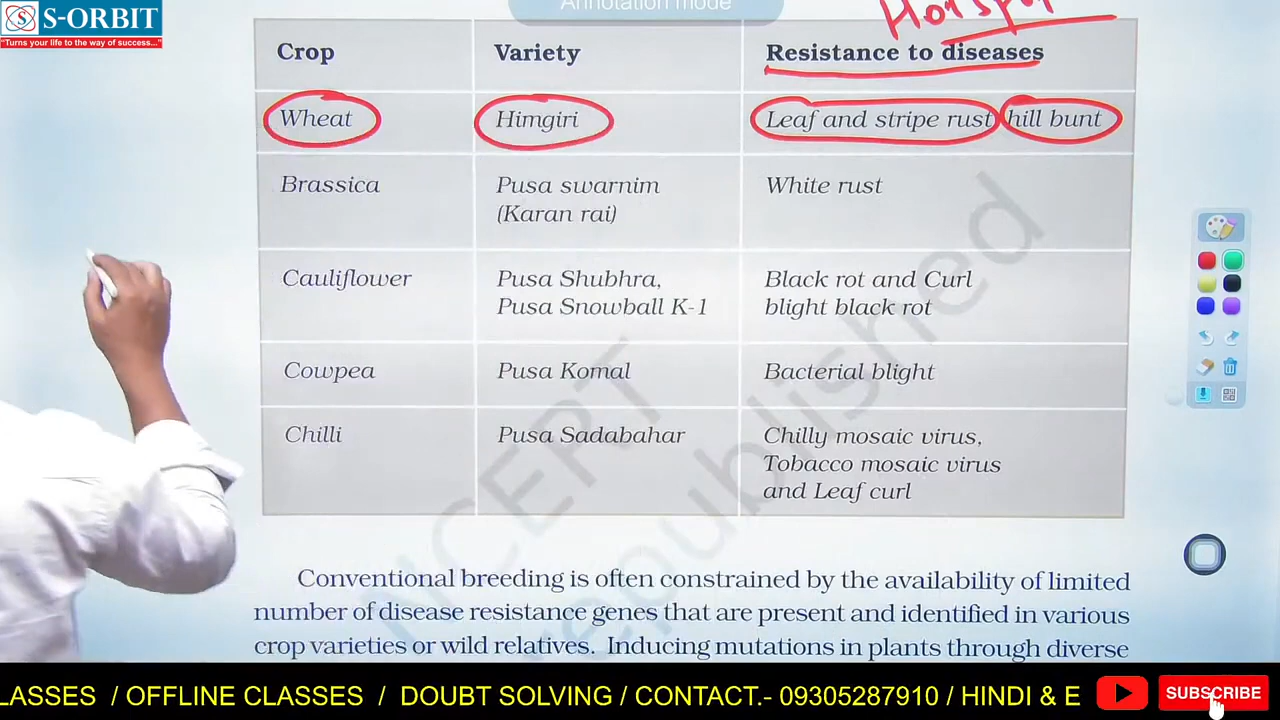 S-ORBIT
“Turns your life to the way of success...”
Annotation mode
Crop Variety Resistance to diseases
Wheat Himgiri Leaf and stripe rust hill bunt
Brassica Pusa swarnim White rust
(Karan rai)
Cauliflower Pusa Shubhra, Black rot and Curl
Pusa Snowball K-1 blight black rot
Cowpea Pusa Komal Bacterial blight
Chilli Pusa Sadabahar Chilly mosaic virus,
Tobacco mosaic virus
and Leaf curl
NCERT
republished
Conventional breeding is often constrained by the availability of limited
number of disease resistance genes that are present and identified in various
crop varieties or wild relatives. Inducing mutations in plants through diverse
LASSES / OFFLINE CLASSES / DOUBT SOLVING / CONTACT.- 09305287910 / HINDI & E
SUBSCRIBE